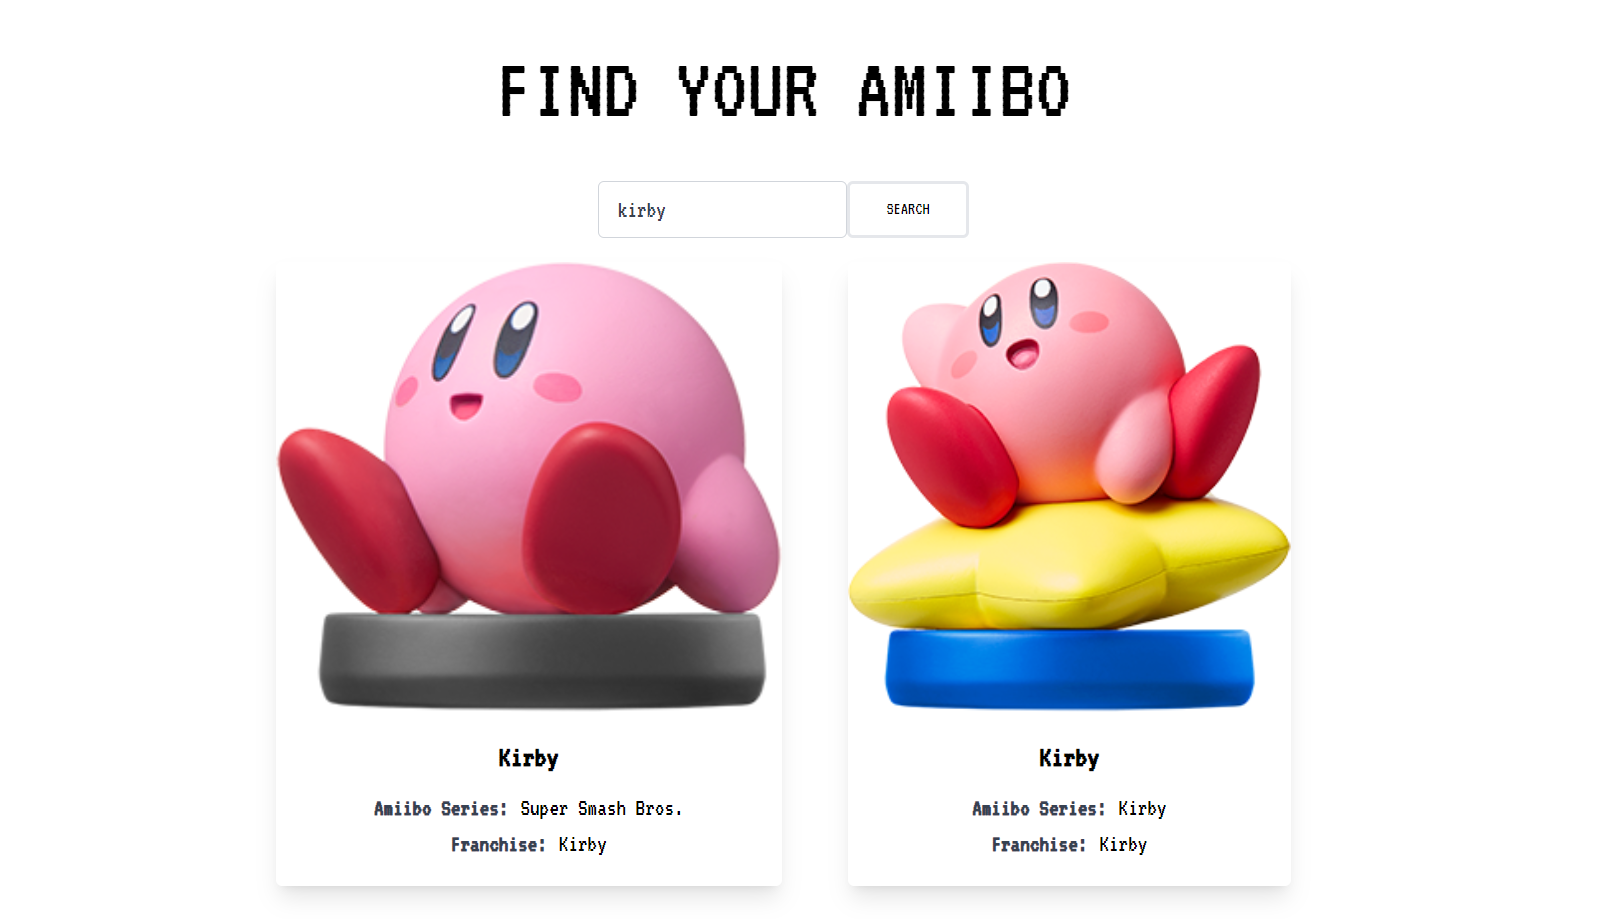 FIND YOUR AMIIBO
kirby
SEARCH
Kirby
Amiibo Series: Super Smash Bros.
Franchise: Kirby
Kirby
Amiibo Series: Kirby
Franchise: Kirby